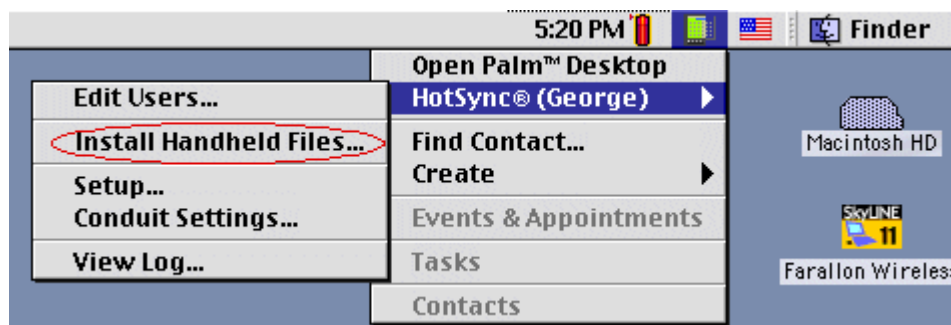 5:20 PM
Finder
Open Palm™ Desktop
HotSync® (George)
Find Contact...
Create
Events & Appointments
Tasks
Contacts
Edit Users...
Install Handheld Files...
Setup...
Conduit Settings...
View Log...
Macintosh HD
SKYLINE
11
Farallon Wireles